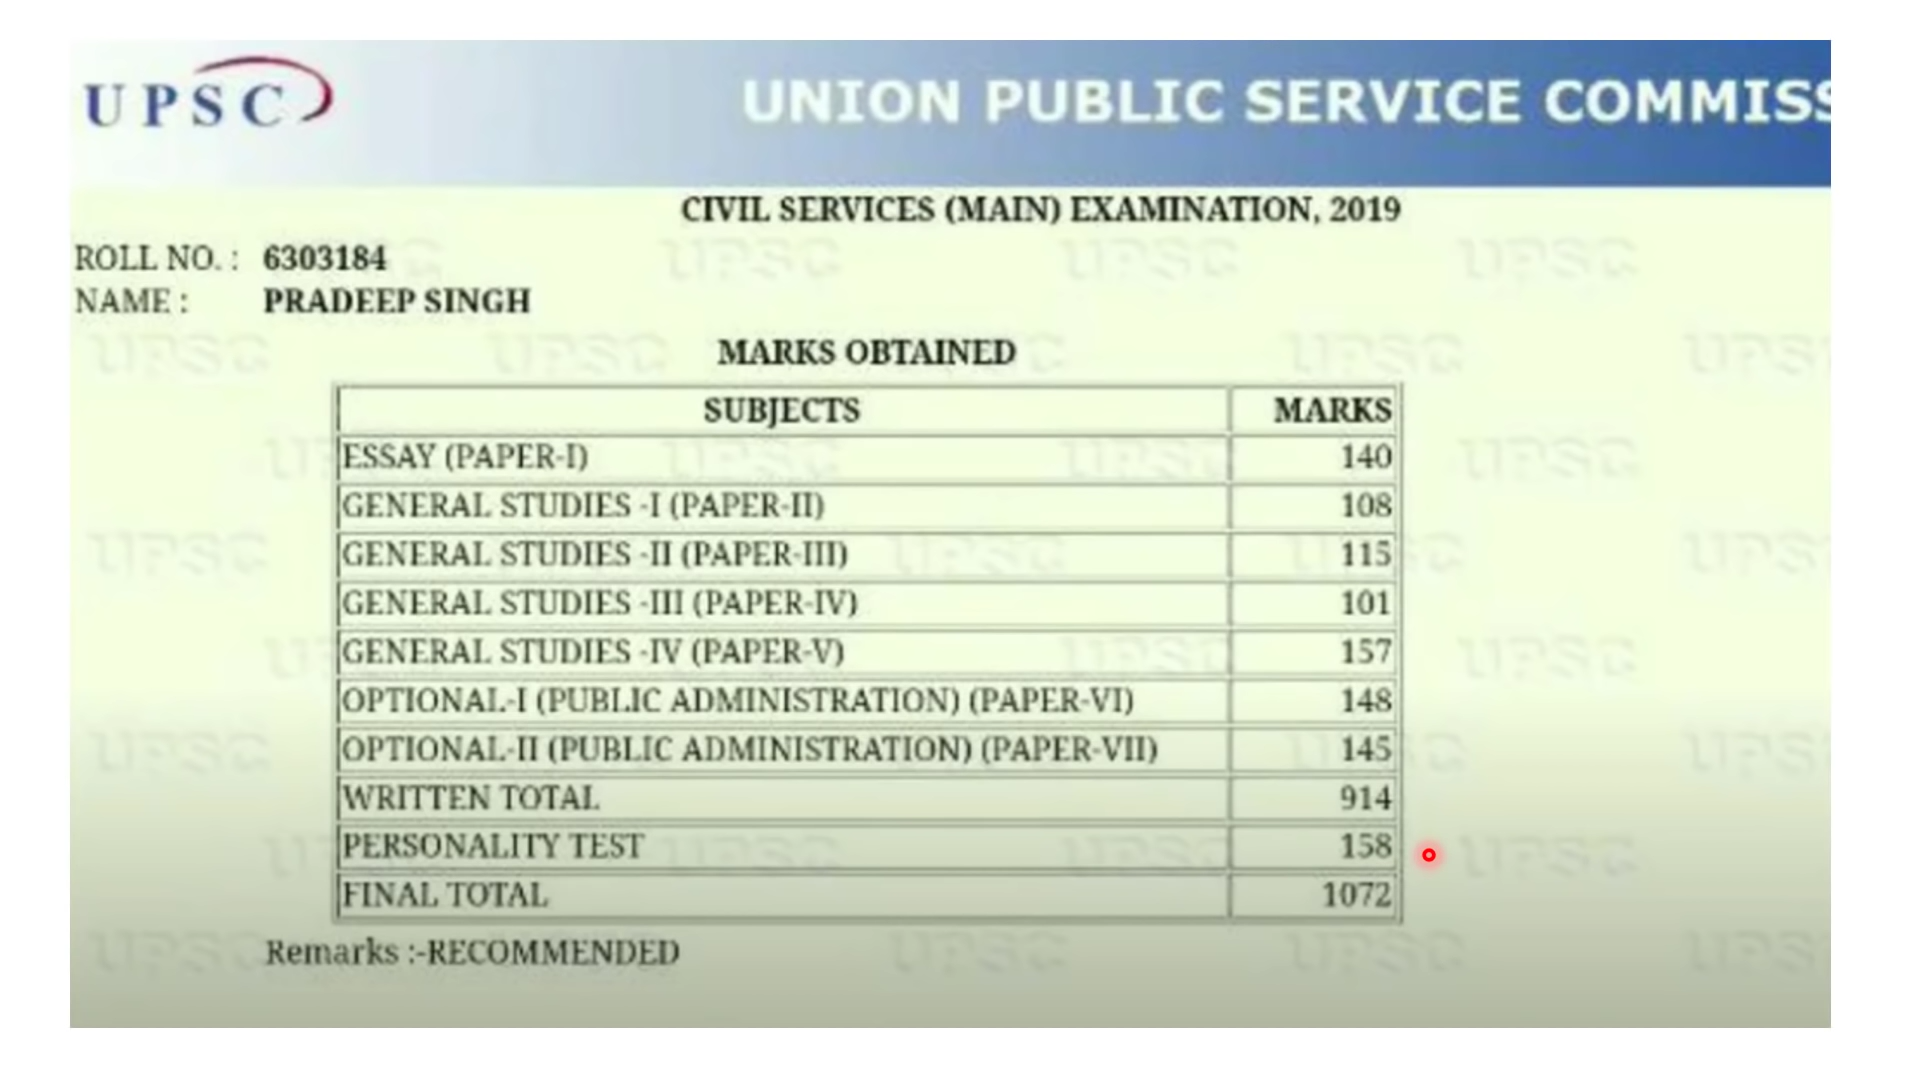 UPSC
UNION PUBLIC SERVICE COMMISS
CIVIL SERVICES (MAIN) EXAMINATION, 2019
ROLL NO. : 6303184
NAME : PRADEEP SINGH
MARKS OBTAINED
SUBJECTS MARKS
ESSAY (PAPER-I) 140
GENERAL STUDIES -I (PAPER-II) 108
GENERAL STUDIES -II (PAPER-III) 115
GENERAL STUDIES -III (PAPER-IV) 101
GENERAL STUDIES -IV (PAPER-V) 157
OPTIONAL-I (PUBLIC ADMINISTRATION) (PAPER-VI) 148
OPTIONAL-II (PUBLIC ADMINISTRATION) (PAPER-VII) 145
WRITTEN TOTAL 914
PERSONALITY TEST 158
FINAL TOTAL 1072
Remarks :-RECOMMENDED